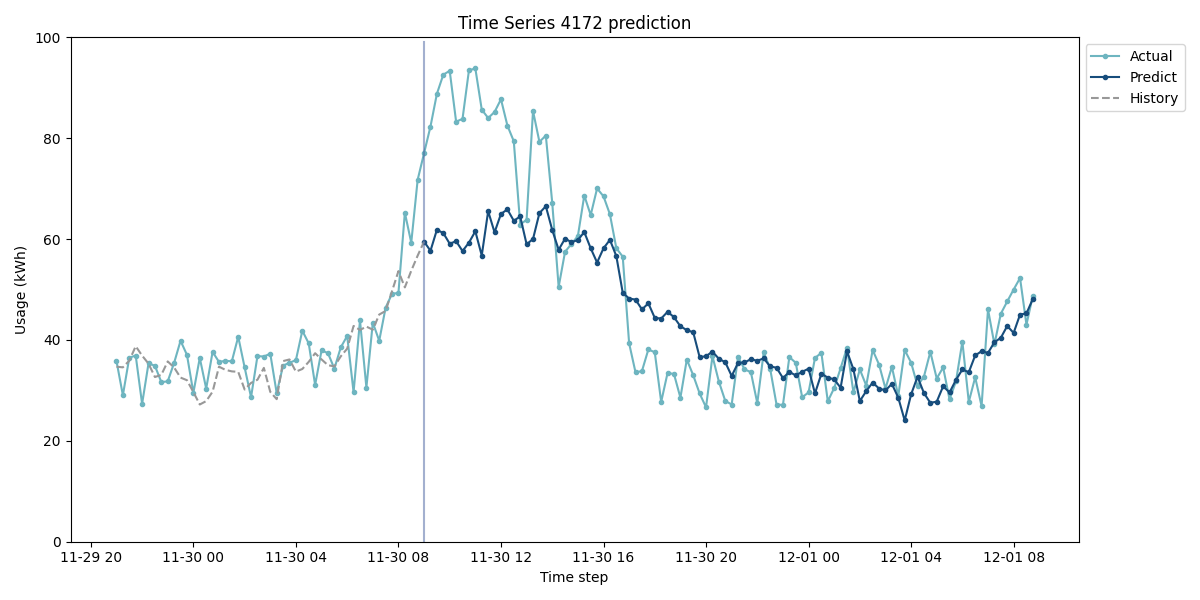 Time Series 4172 prediction
Actual
Predict
History
Usage (kWh)
100
80
60
40
20
0
11-29 20
11-30 00
11-30 04
11-30 08
11-30 12
11-30 16
11-30 20
12-01 00
12-01 04
12-01 08
Time step